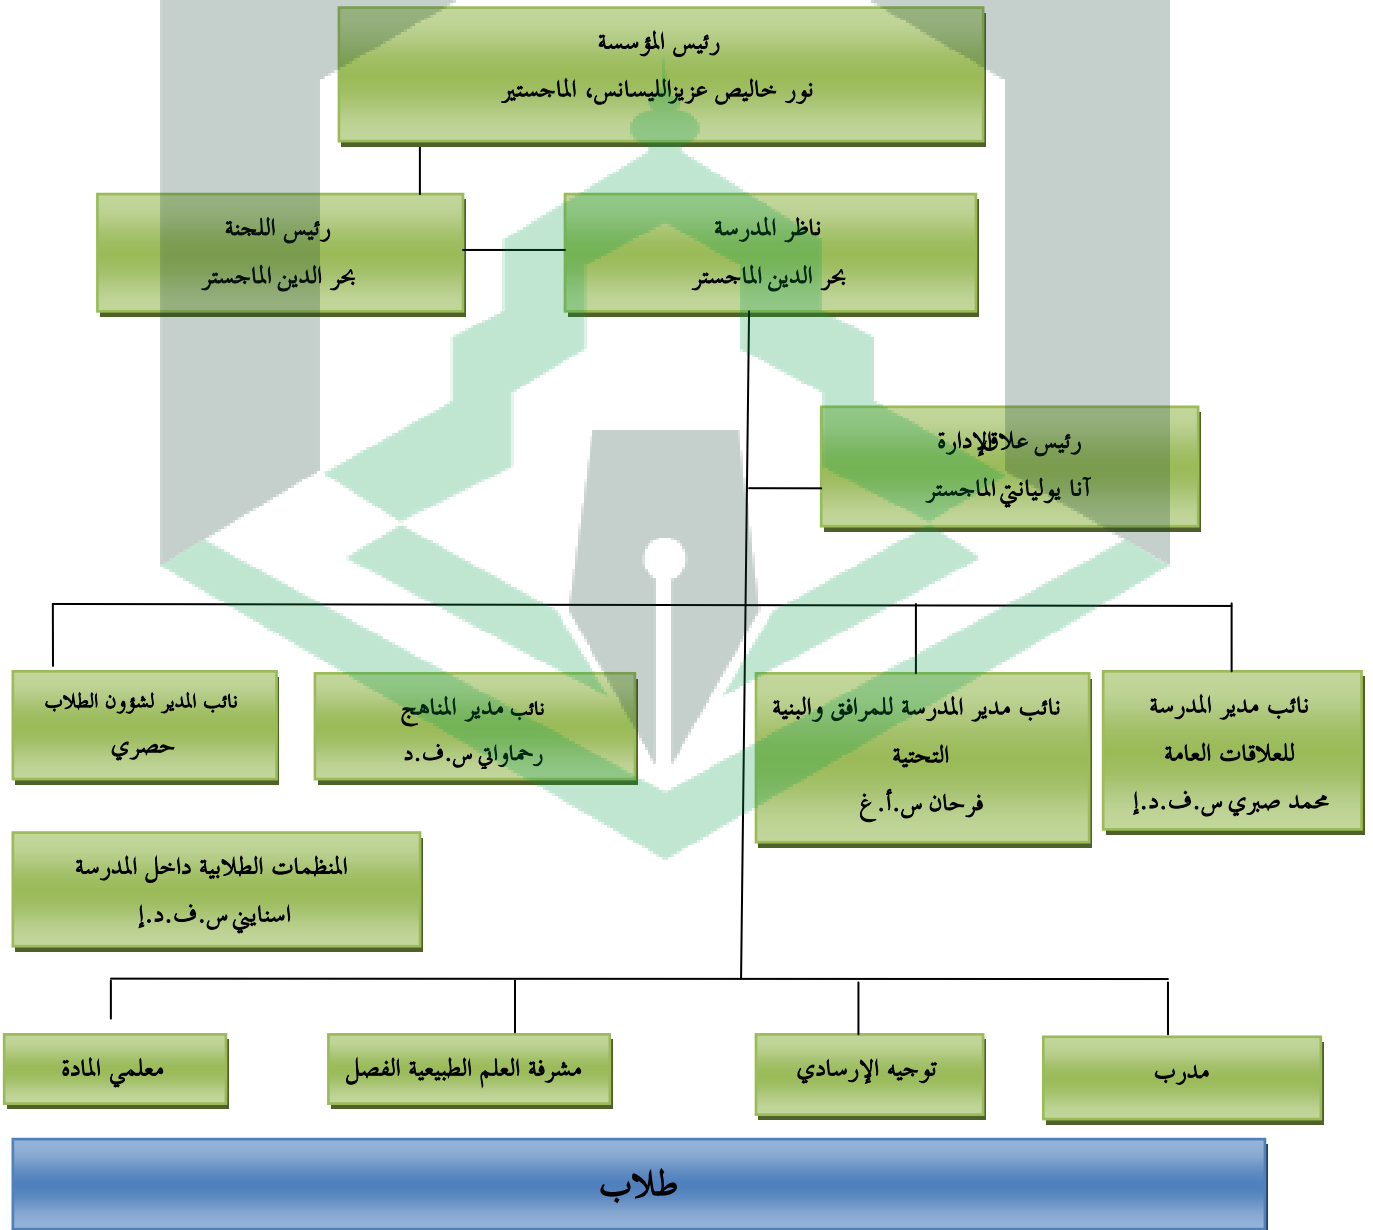 رئيس المؤسسة
نور خاليص عزيزالليسانس، الماجستير
ناظر المدرسة
بحر الدين الماجستر
رئيس اللجنة
بحر الدين الماجستر
رئيس علاقالإدارة
آنا يوليانتي الماجستر
نائب مدير المدرسة
للعلاقات العامة
محمد صبري س.ف.د.إ
نائب مدير المدرسة للمرافق والبنية
التحتية
فرحان س.أ.غ
نائب مدير المناهج
رحماواتي س.ف.د
نائب المدير لشؤون الطلاب
حصري
المنظمات الطلابية داخل المدرسة
اسنايني س.ف.د.إ
مدرب
توجيه الإرسادي
مشرفة العلم الطبيعية الفصل
معلمي المادة
طلاب